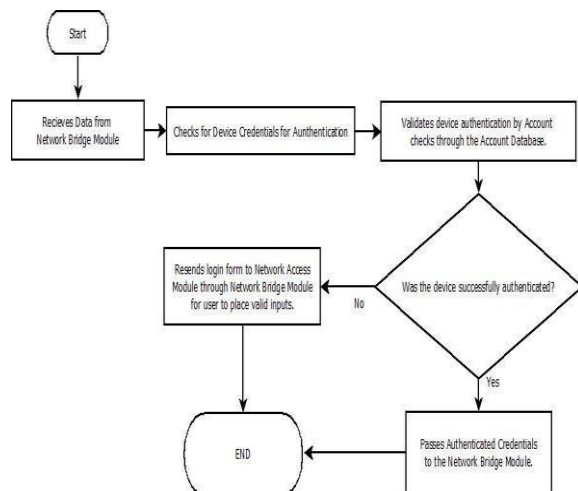 Start
Recieves Data from
Network Bridge Module
Checks for Device Credentials for Aunthentication
Validates device authentication by Account
checks through the Account Database.
Was the device successfully authenticated?
No
Resends login form to Network Access
Module through Network Bridge Module
for user to place valid inputs.
Yes
Passes Authenticated Credentials
to the Network Bridge Module.
END